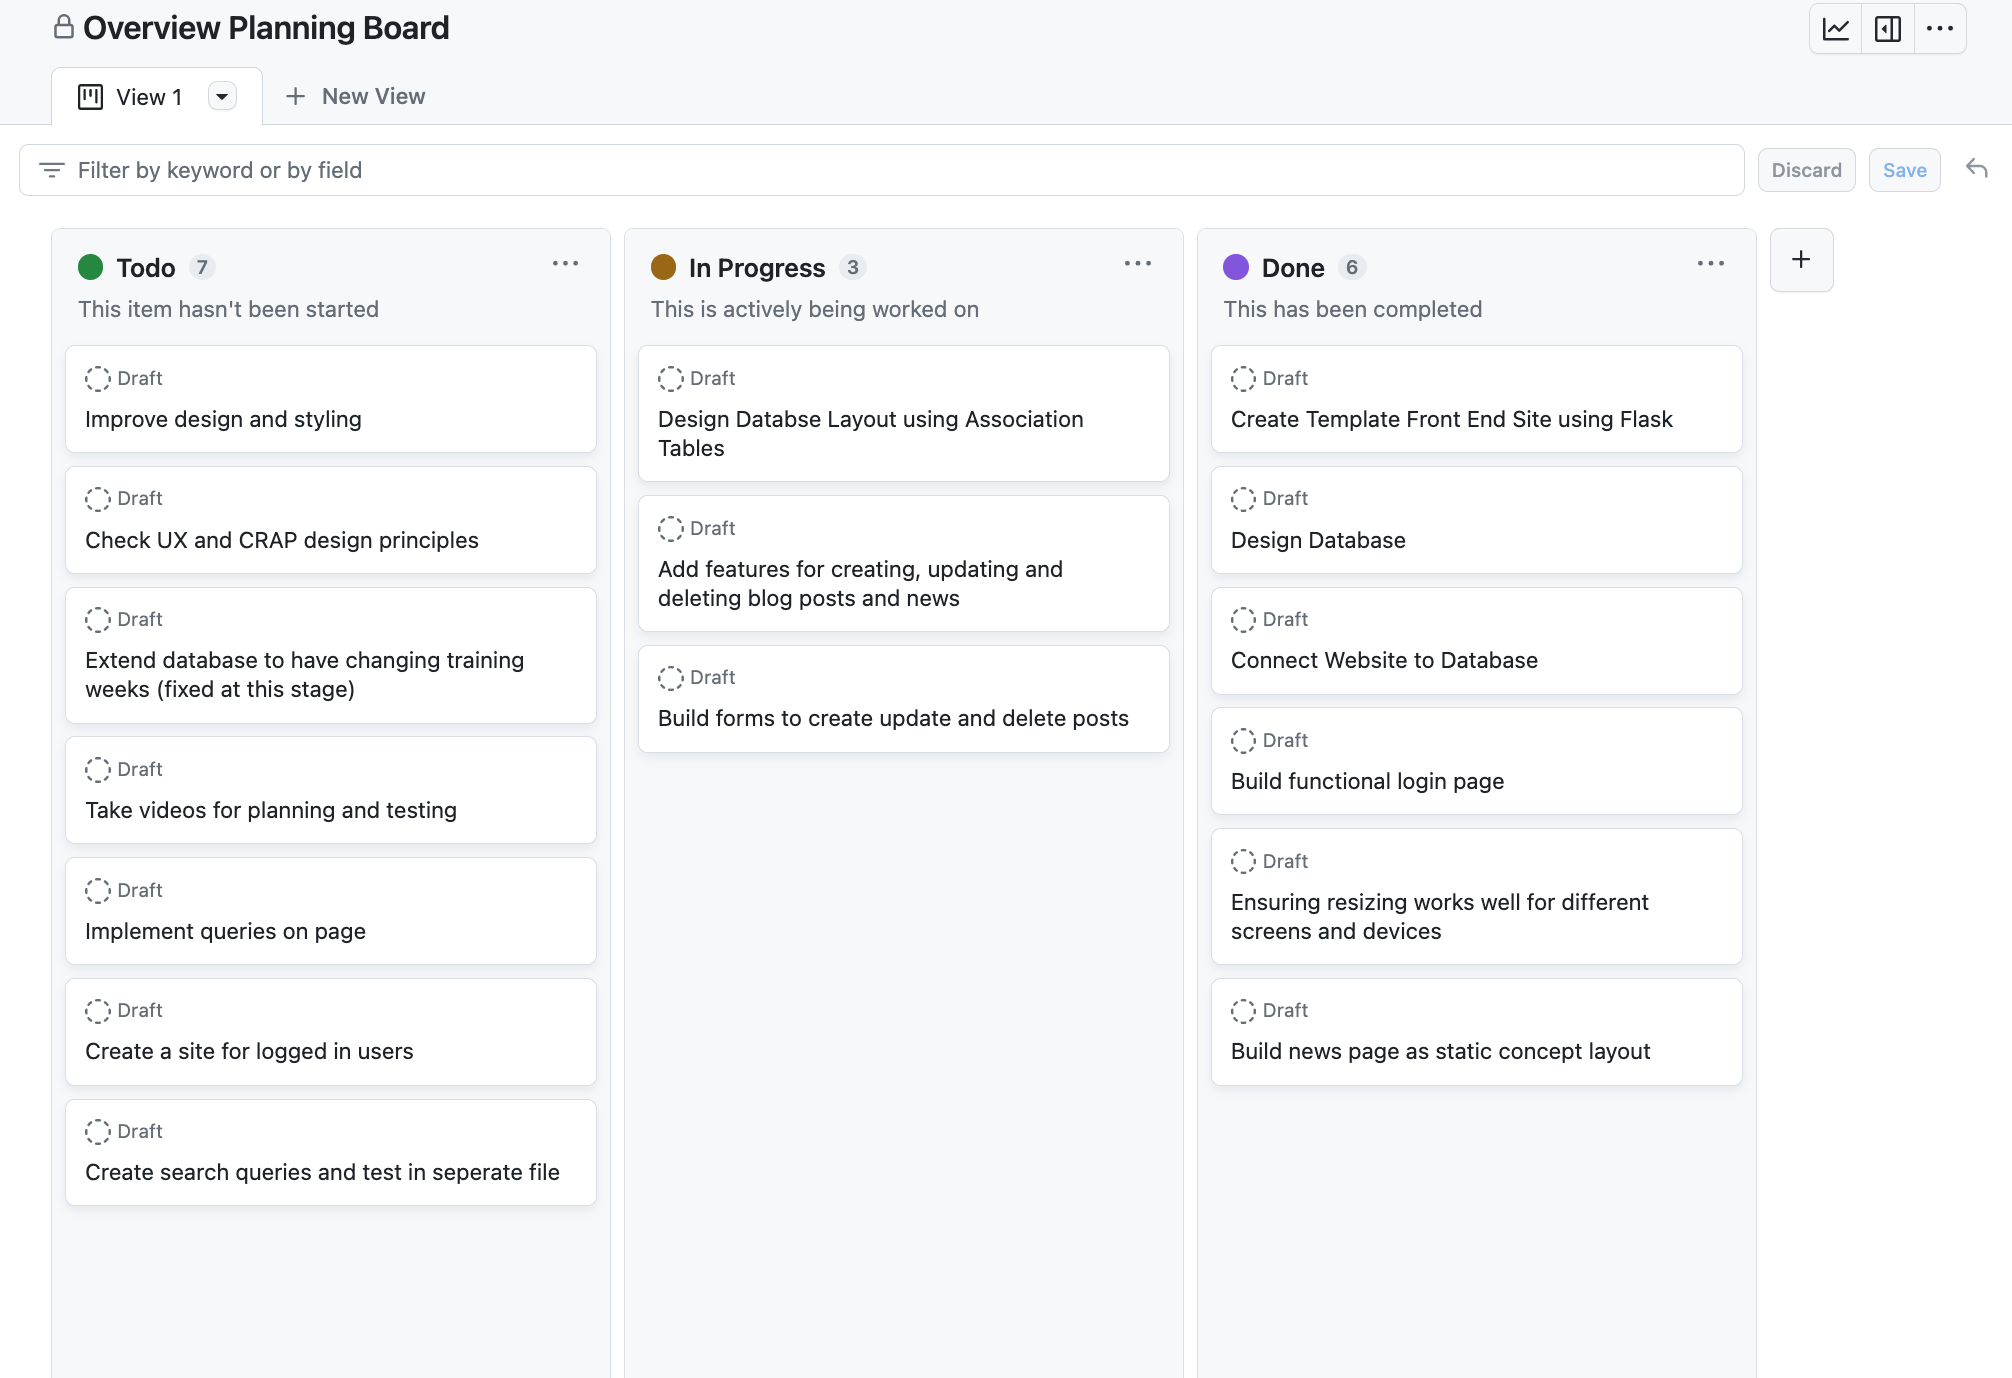 Overview Planning Board
View 1
New View
Filter by keyword or by field
Discard
Save
Todo 7
This item hasn't been started
Draft
Improve design and styling
Draft
Check UX and CRAP design principles
Draft
Extend database to have changing training
weeks (fixed at this stage)
Draft
Take videos for planning and testing
Draft
Implement queries on page
Draft
Create a site for logged in users
Draft
Create search queries and test in seperate file
In Progress 3
This is actively being worked on
Draft
Design Databse Layout using Association
Tables
Draft
Add features for creating, updating and
deleting blog posts and news
Draft
Build forms to create update and delete posts
Done 6
This has been completed
Draft
Create Template Front End Site using Flask
Draft
Design Database
Draft
Connect Website to Database
Draft
Build functional login page
Draft
Ensuring resizing works well for different
screens and devices
Draft
Build news page as static concept layout